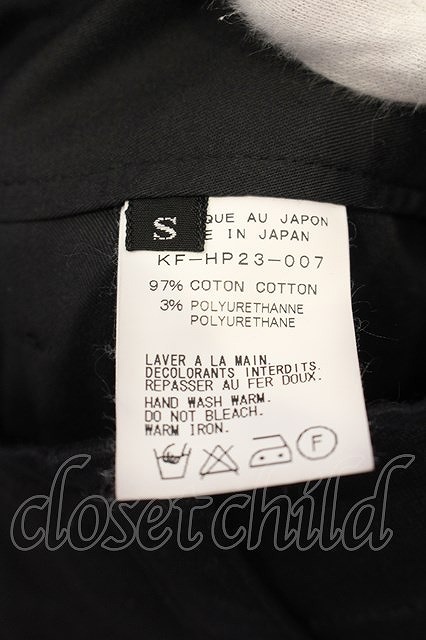 S
QUE AU JAPON
E IN JAPAN
KF-HP23-007
97% COTON COTTON
3% POLYURETHANNE
POLYURETHANE
LAVER A LA MAIN.
DECOLORANTS INTERDITS.
REPASSER AU FER DOUX.
HAND WASH WARM.
DO NOT BLEACH.
WARM IRON.
F
closetchild